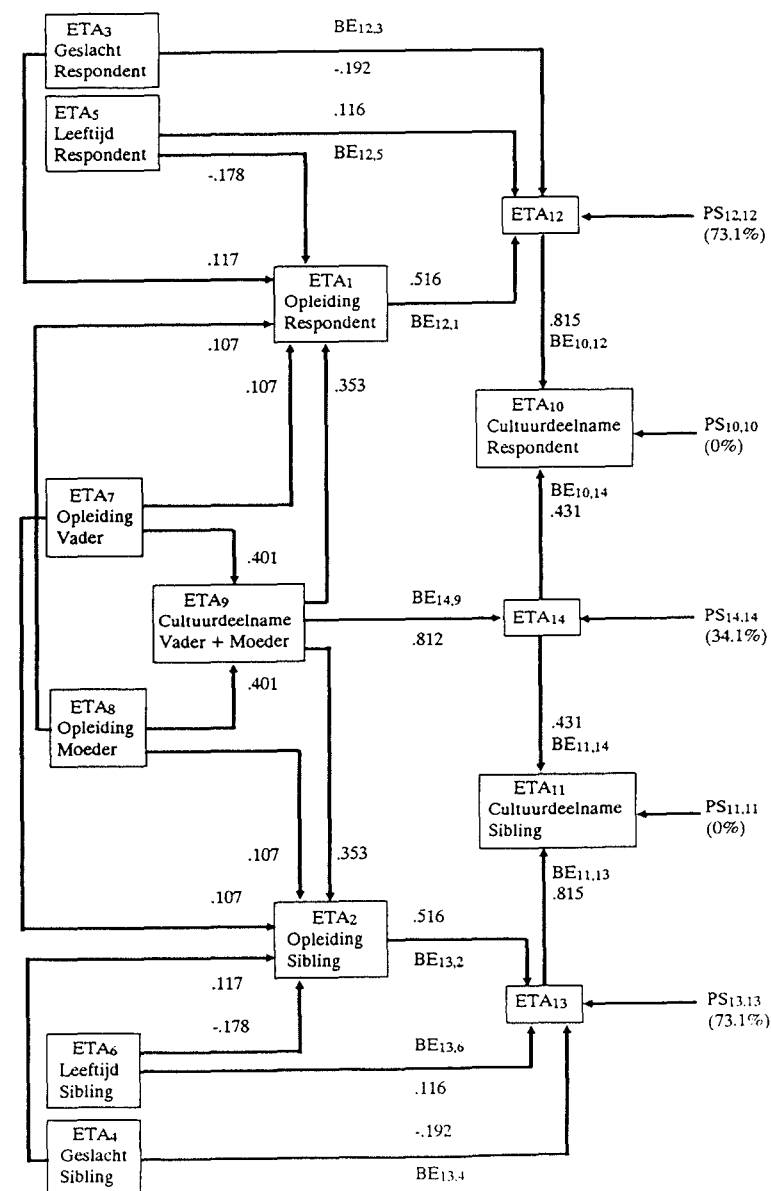 ETA3
Geslacht
Respondent
BE12,3
-.192
ETA5
Leeftijd
Respondent
.116
BE12,5
-.178
ETA12
PS12,12
(73.1%)
.117
ETA1
Opleiding
Respondent
.516
BE12,1
.107
.107
.353
.815
BE10,12
ETA10
Cultuurdeelname
Respondent
PS10,10
(0%)
BE10,14
.431
ETA7
Opleiding
Vader
.401
ETA9
Cultuurdeelname
Vader + Moeder
BE14,9
.812
ETA14
PS14,14
(34.1%)
.401
ETA8
Opleiding
Moeder
.431
BE11,14
ETA11
Cultuurdeelname
Sibling
PS11,11
(0%)
.107
.353
BE11,13
.815
.107
ETA2
Opleiding
Sibling
.516
BE13,2
.117
-.178
ETA13
PS13,13
(73.1%)
ETA6
Leeftijd
Sibling
BE13,6
.116
ETA4
Geslacht
Sibling
-.192
BE13,4